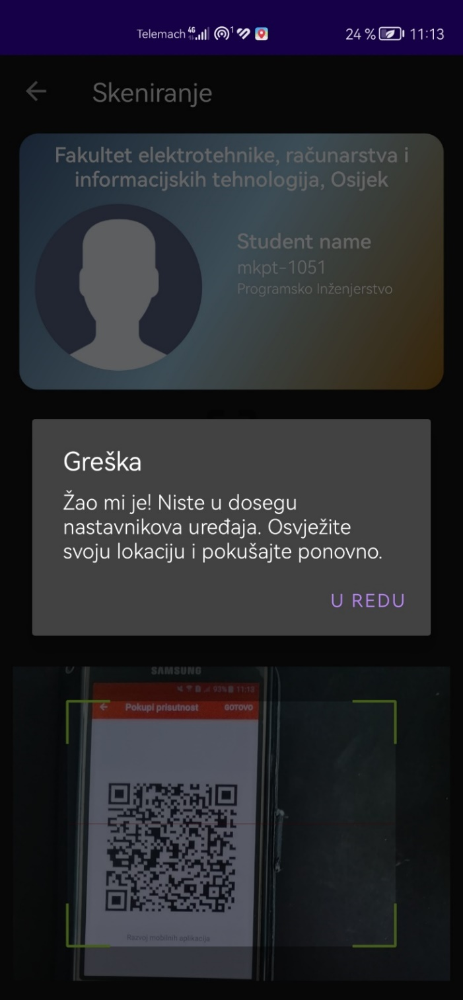 Telemach 4G 1 24 % 11:13
Skeniranje
Fakultet elektrotehnike, računarstva i
informacijskih tehnologija, Osijek
Student name
mkpt-1051
Programsko Inženjerstvo
Greška
Žao mi je! Niste u dosegu
nastavnikova uređaja. Osvježite
svoju lokaciju i pokušajte ponovno.
U REDU
SAMSUNG
93% 11:13
Pokupi prisutnost GOTOVO
Razvoj mobilnih aplikacija